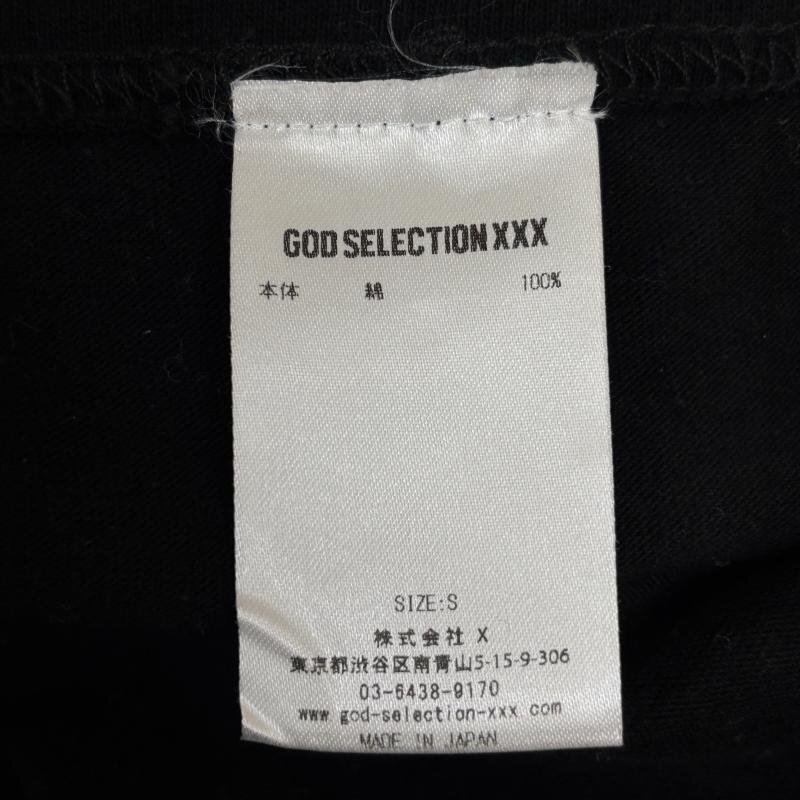 GOD SELECTION XXX
本体 綿 100%
SIZE:S
株式会社 X
東京都渋谷区南青山5-15-9-306
03-6438-9170
www god-selection-xxx com
MADE IN JAPAN